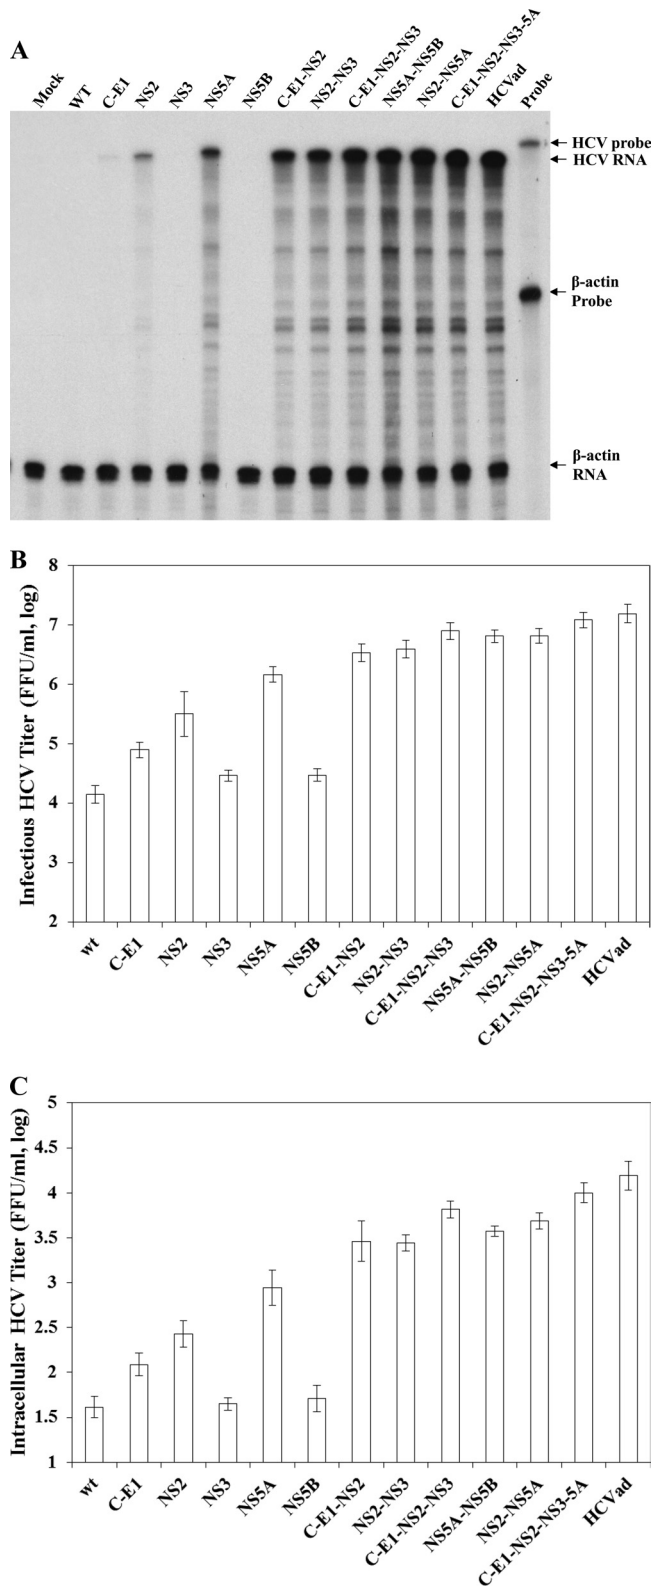 A
Mock
WT
C-E1
NS2
NS3
NS5A
NS5B
C-E1-NS2
NS2-NS3
C-E1-NS2-NS3
NS5A-NS5B
NS2-NS5A
C-E1-NS2-NS3-5A
HCVad
Probe
HCV probe
HCV RNA
β-actin
Probe
β-actin
RNA
B
Infectious HCV Titer (FFU/ml, log)
8
7
6
5
4
3
2
wt
C-E1
NS2
NS3
NS5A
NS5B
C-E1-NS2
NS2-NS3
C-E1-NS2-NS3
NS5A-NS5B
NS2-NS5A
C-E1-NS2-NS3-5A
HCVad
C
Intracellular HCV Titer (FFU/ml, log)
5
4.5
4
3.5
3
2.5
2
1.5
1
wt
C-E1
NS2
NS3
NS5A
NS5B
C-E1-NS2
NS2-NS3
C-E1-NS2-NS3
NS5A-NS5B
NS2-NS5A
C-E1-NS2-NS3-5A
HCVad